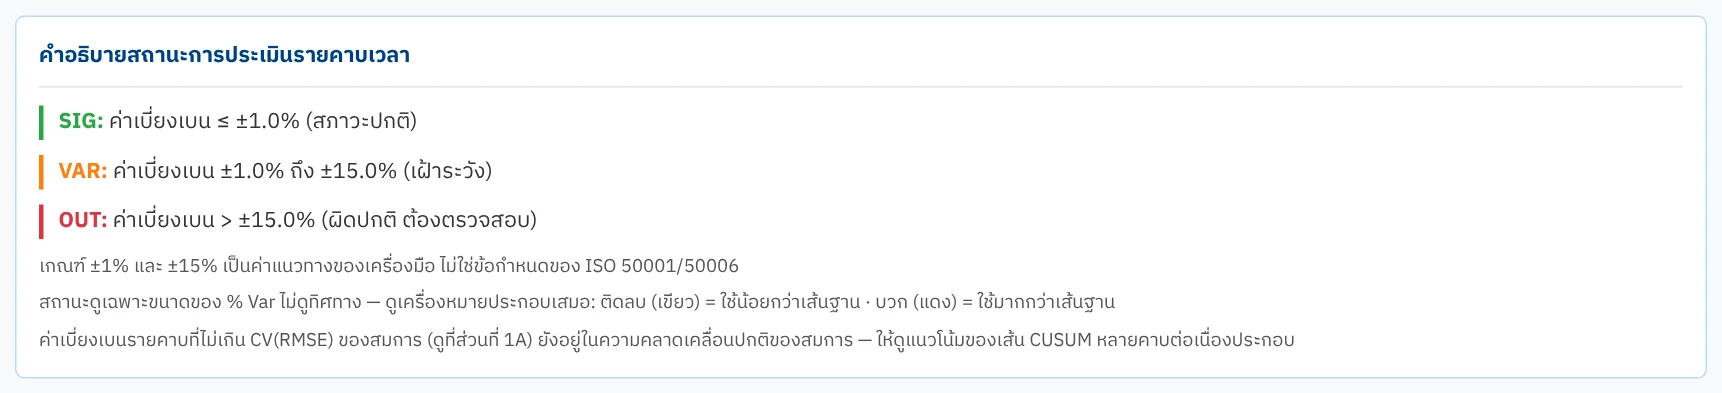 คำอธิบายสถานะการประเมินรายคาบเวลา
SIG: ค่าเบี่ยงเบน ≤ ±1.0% (สภาวะปกติ)
VAR: ค่าเบี่ยงเบน ±1.0% ถึง ±15.0% (เฝ้าระวัง)
OUT: ค่าเบี่ยงเบน > ±15.0% (ผิดปกติ ต้องตรวจสอบ)
เกณฑ์ ±1% และ ±15% เป็นค่าแนวทางของเครื่องมือ ไม่ใช่ข้อกำหนดของ ISO 50001/50006
สถานะดูเฉพาะขนาดของ % Var ไม่ดูทิศทาง — ดูเครื่องหมายประกอบเสมอ: ติดลบ (เขียว) = ใช้น้อยกว่าเส้นฐาน · บวก (แดง) = ใช้มากกว่าเส้นฐาน
ค่าเบี่ยงเบนรายคาบที่ไม่เกิน CV(RMSE) ของสมการ (ดูที่ส่วนที่ 1A) ยังอยู่ในความคลาดเคลื่อนปกติของสมการ — ให้ดูแนวโน้มของเส้น CUSUM หลายคาบต่อเนื่องประกอบ